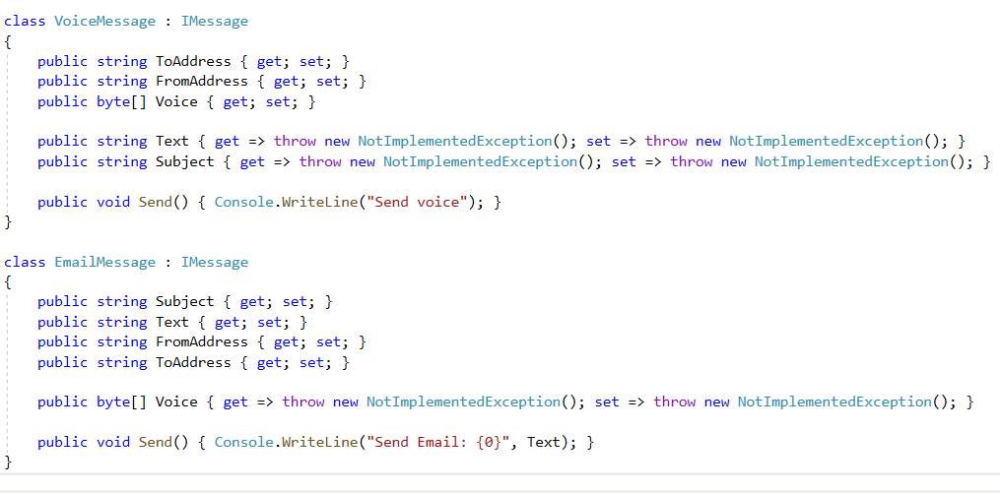 class VoiceMessage : IMessage
{
    public string ToAddress { get; set; }
    public string FromAddress { get; set; }
    public byte[] Voice { get; set; }

    public string Text { get => throw new NotImplementedException(); set => throw new NotImplementedException(); }
    public string Subject { get => throw new NotImplementedException(); set => throw new NotImplementedException(); }

    public void Send() { Console.WriteLine("Send voice"); }
}

class EmailMessage : IMessage
{
    public string Subject { get; set; }
    public string Text { get; set; }
    public string FromAddress { get; set; }
    public string ToAddress { get; set; }

    public byte[] Voice { get => throw new NotImplementedException(); set => throw new NotImplementedException(); }

    public void Send() { Console.WriteLine("Send Email: {0}", Text); }
}